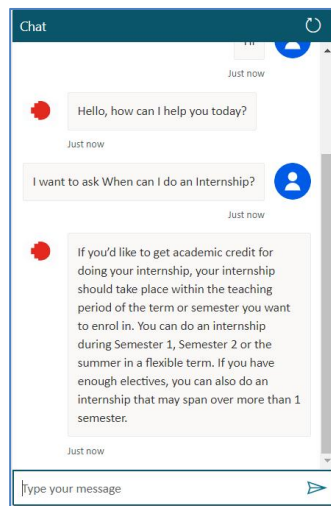 Chat
Just now
Hello, how can I help you today?
Just now
I want to ask When can I do an Internship?
Just now
If you'd like to get academic credit for
doing your internship, your internship
should take place within the teaching
period of the term or semester you want
to enrol in. You can do an internship
during Semester 1, Semester 2 or the
summer in a flexible term. If you have
enough electives, you can also do an
internship that may span over more than 1
semester.
Just now
Type your message